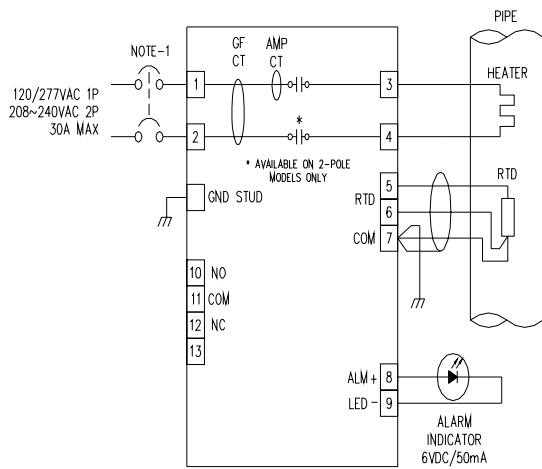 PIPE
NOTE-1
GF
CT
AMP
CT
HEATER
120/277VAC 1P
208~240VAC 2P
30A MAX
1
3
2
*
4
* AVAILABLE ON 2-POLE
MODELS ONLY
GND STUD
RTD
5
6
COM
7
RTD
10 NO
11 COM
12 NC
13
ALM + 8
LED - 9
ALARM
INDICATOR
6VDC/50mA